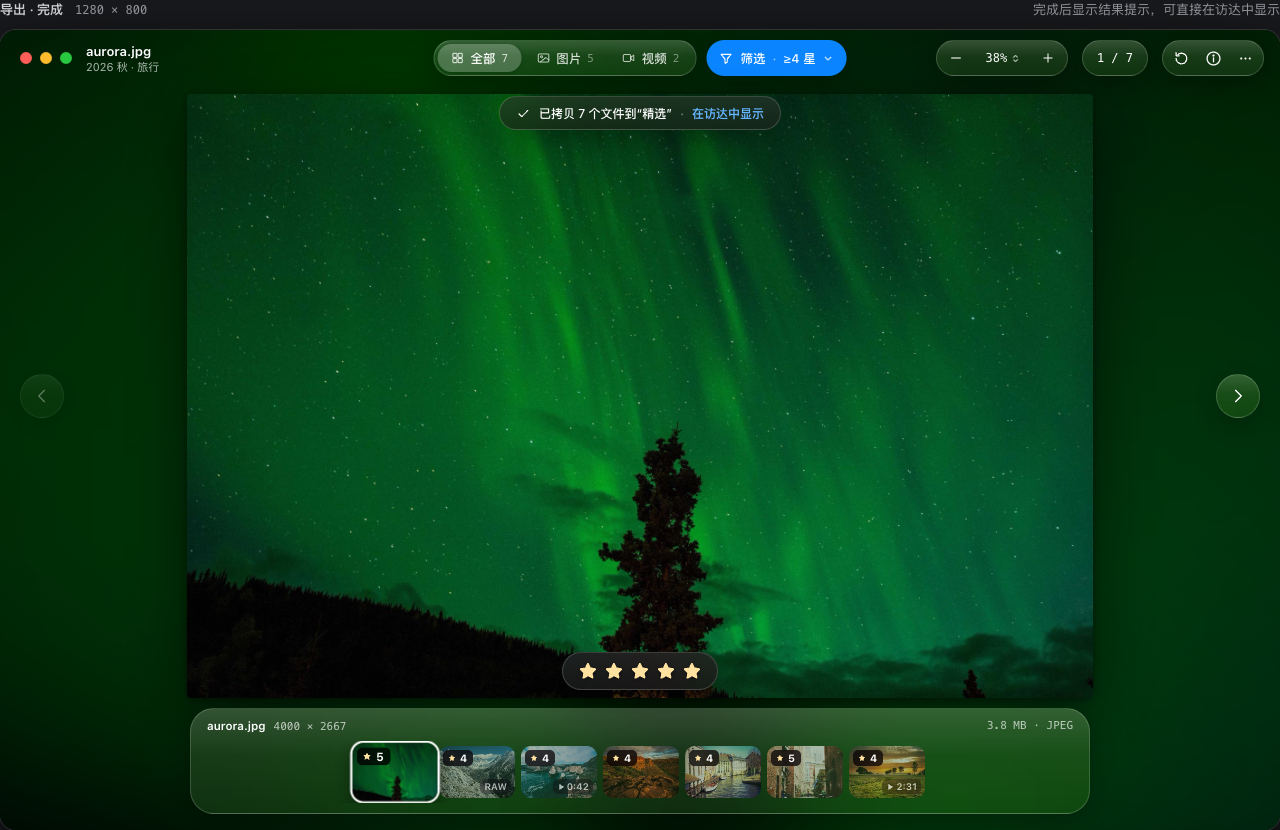 导出 · 完成 1280 × 800 完成后显示结果提示，可直接在访达中显示
aurora.jpg
2026 秋 · 旅行
全部 7 图片 5 视频 2 筛选 · ≥4 星 38% 1 / 7
已拷贝 7 个文件到“精选” · 在访达中显示
aurora.jpg 4000 × 2667 3.8 MB · JPEG
5 4 4 4 4 5 4
RAW 0:42 2:31